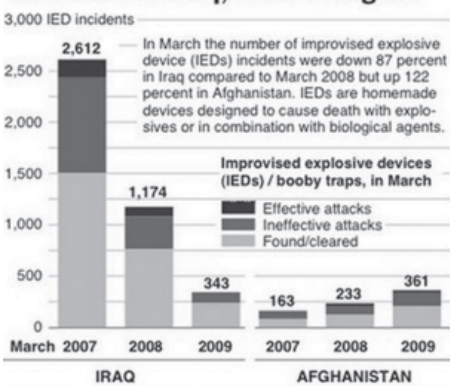 3,000 IED incidents
In March the number of improvised explosive
device (IEDs) incidents were down 87 percent
in Iraq compared to March 2008 but up 122
percent in Afghanistan. IEDs are homemade
devices designed to cause death with explo-
sives or in combination with biological agents.
Improvised explosive devices
(IEDs) / booby traps, in March
Effective attacks
Ineffective attacks
Found/cleared
2,612
1,174
343
163
233
361
2,500
2,000
1,500
1,000
500
0
March 2007 2008 2009 2007 2008 2009
IRAQ AFGHANISTAN